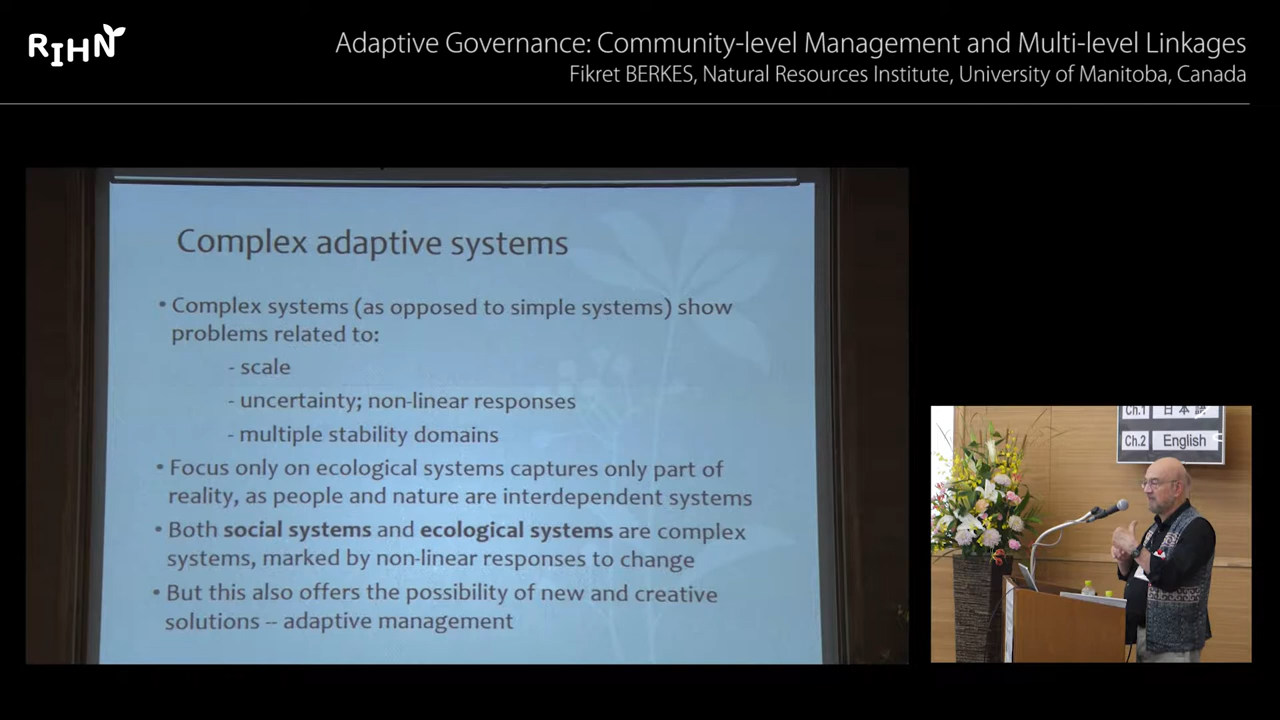 RIHN
Adaptive Governance: Community-level Management and Multi-level Linkages
Fikret BERKES, Natural Resources Institute, University of Manitoba, Canada
Complex adaptive systems
• Complex systems (as opposed to simple systems) show
problems related to:
- scale
- uncertainty; non-linear responses
- multiple stability domains
• Focus only on ecological systems captures only part of
reality, as people and nature are interdependent systems
• Both social systems and ecological systems are complex
systems, marked by non-linear responses to change
• But this also offers the possibility of new and creative
solutions -- adaptive management
Ch.1 日本語
Ch.2 English